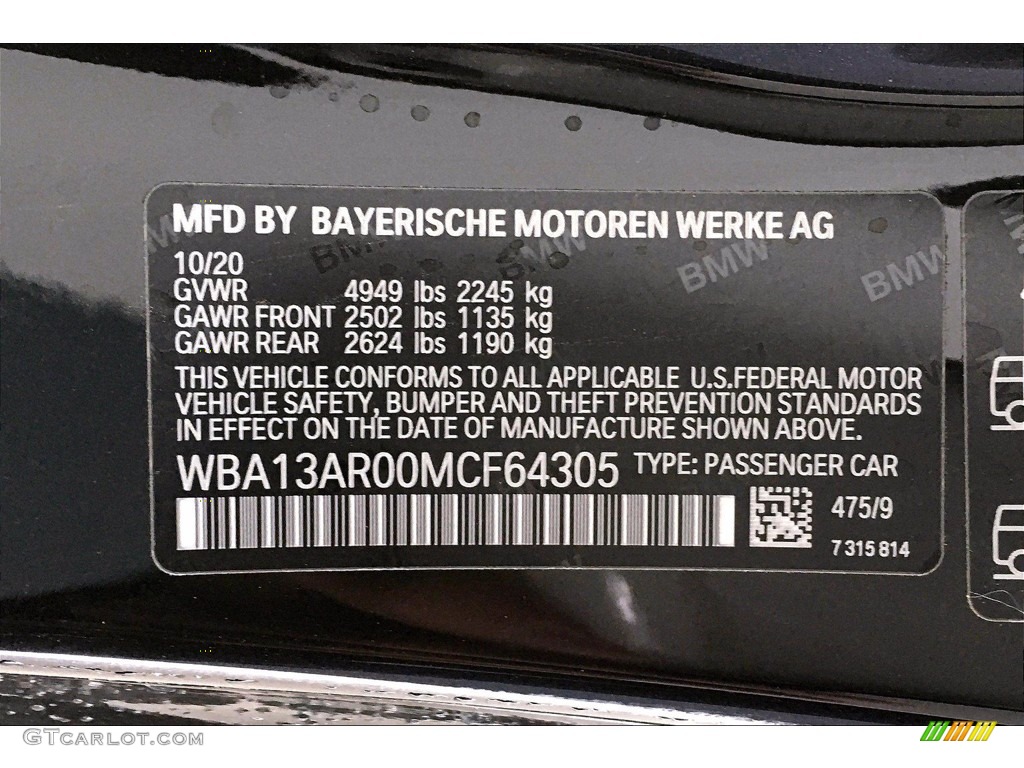 MFD BY BAYERISCHE MOTOREN WERKE AG
BMW BMW BMW BMW BMW
10/20
GVWR 4949 lbs 2245 kg
GAWR FRONT 2502 lbs 1135 kg
GAWR REAR 2624 lbs 1190 kg
THIS VEHICLE CONFORMS TO ALL APPLICABLE U.S.FEDERAL MOTOR
VEHICLE SAFETY, BUMPER AND THEFT PREVENTION STANDARDS
IN EFFECT ON THE DATE OF MANUFACTURE SHOWN ABOVE.
WBA13AR00MCF64305 TYPE: PASSENGER CAR
475/9
7 315 814
GTCarLot.com